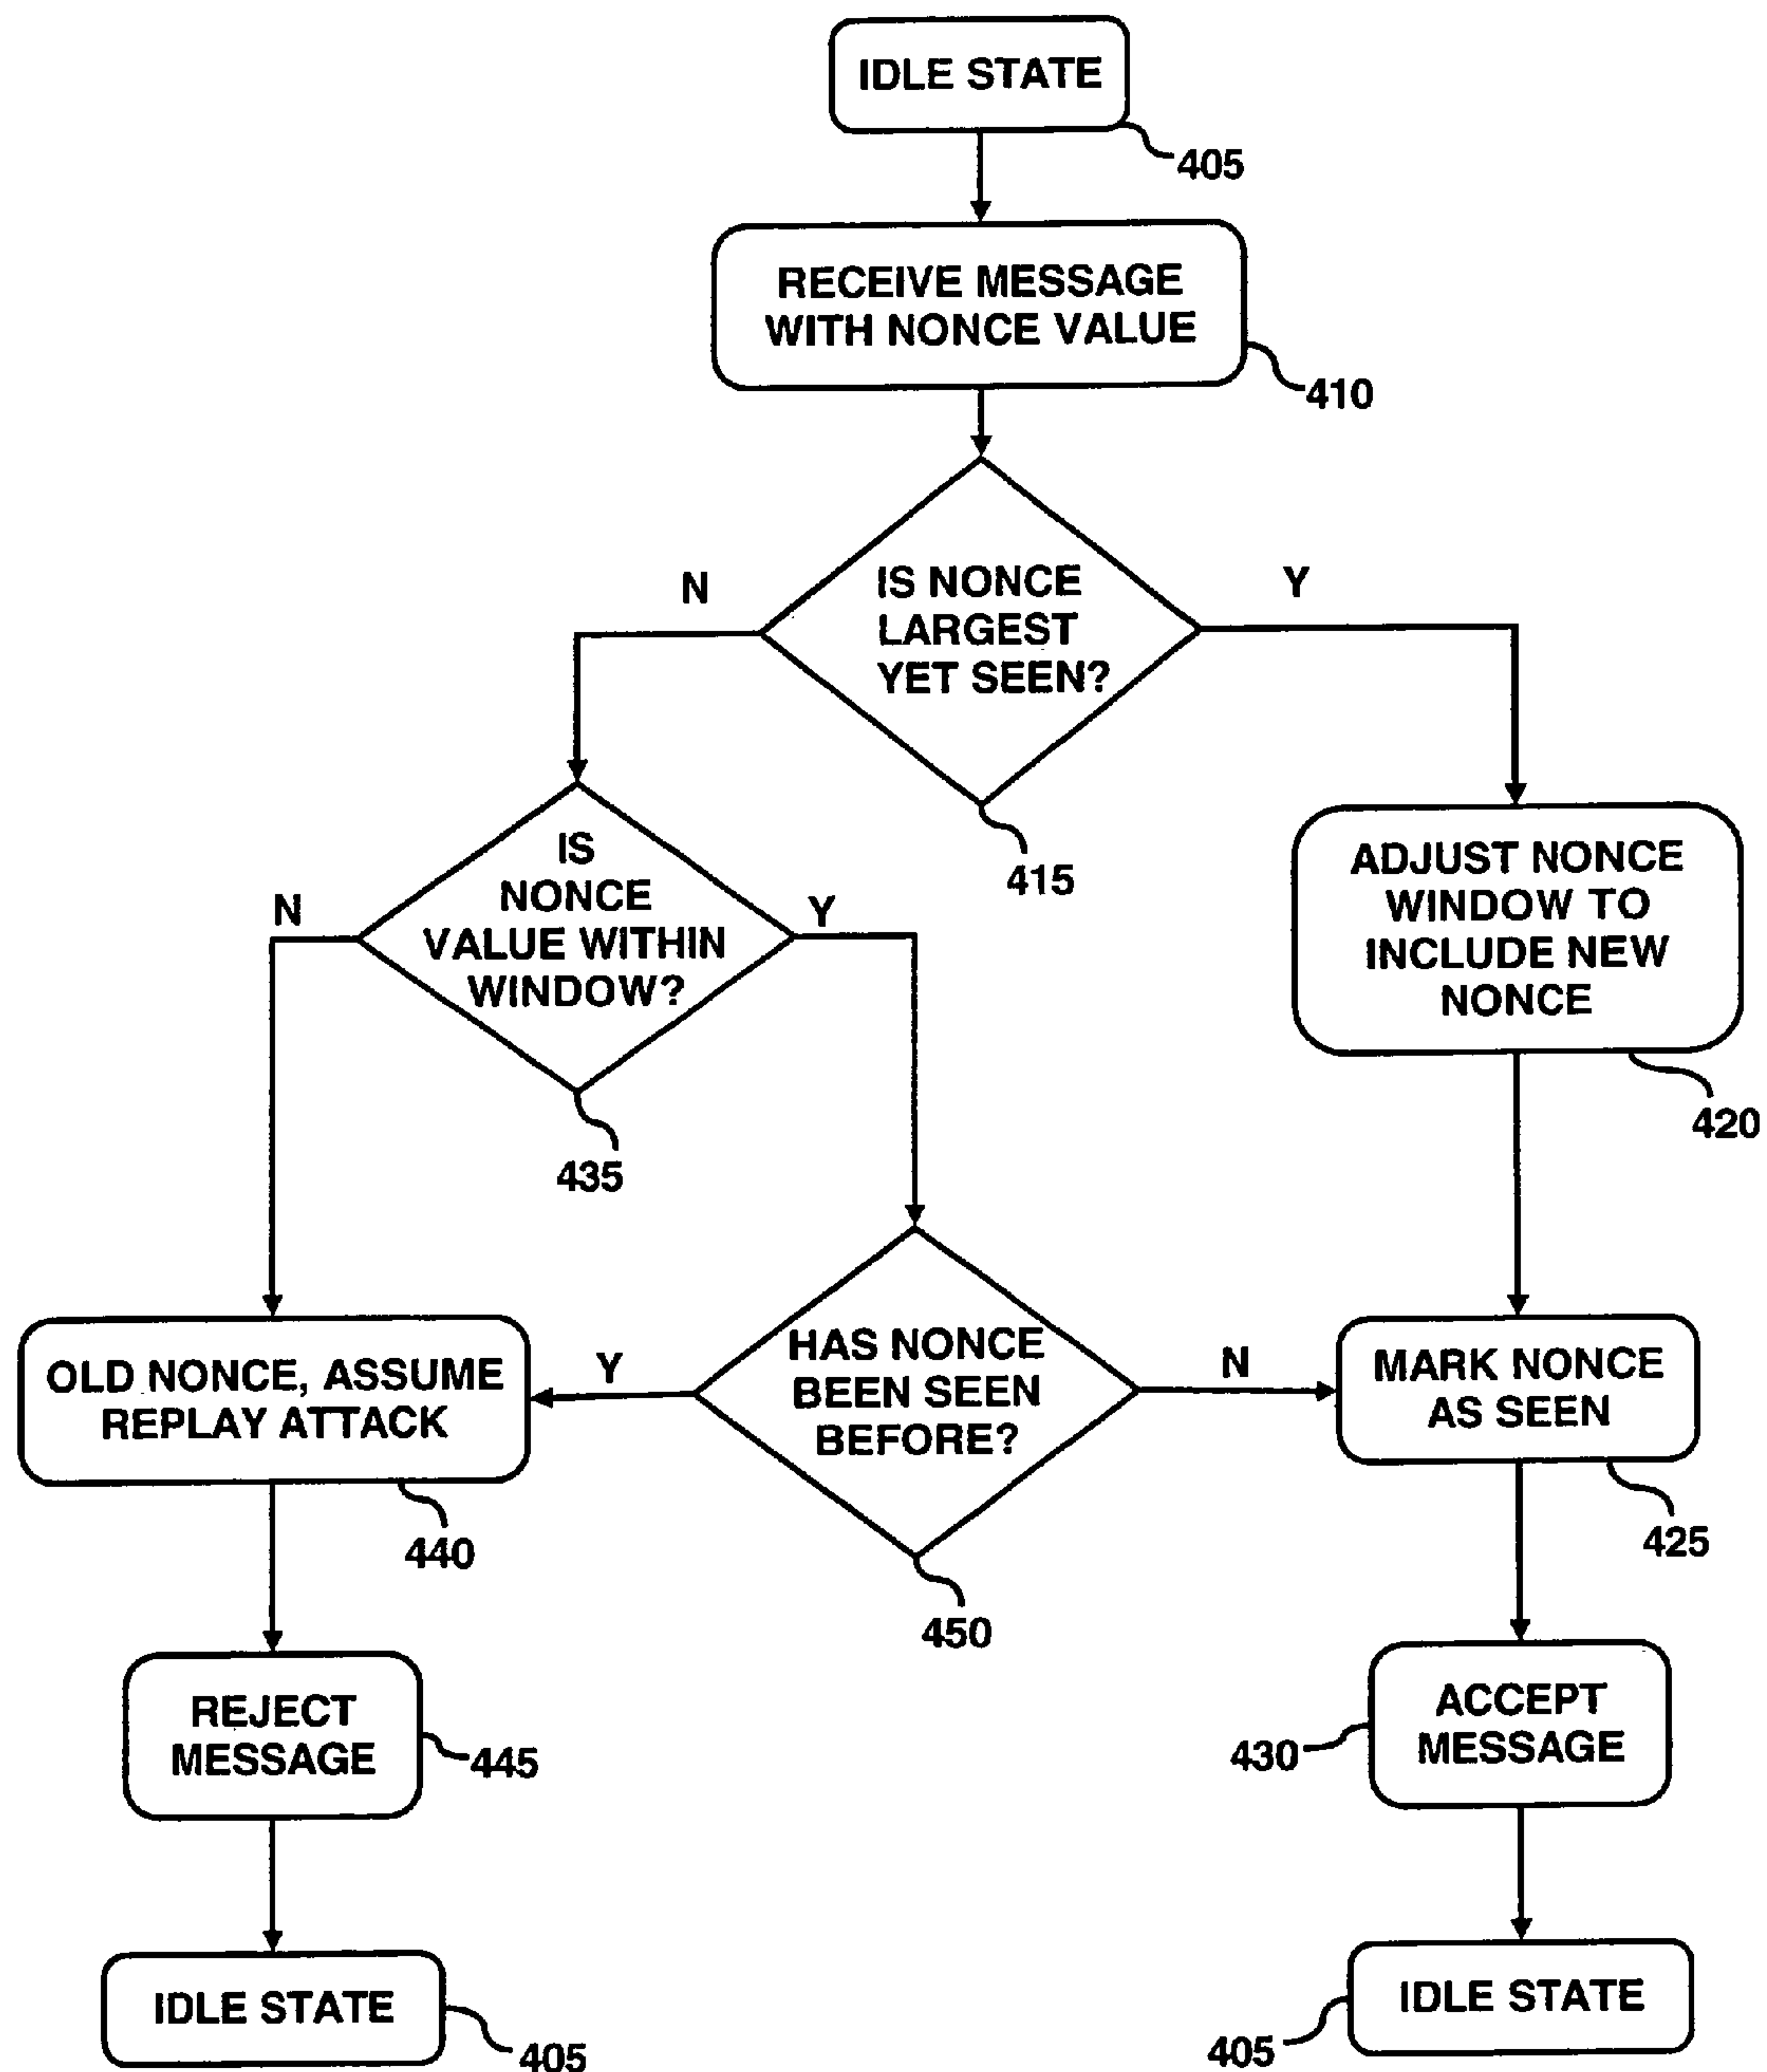 IDLE STATE
405
RECEIVE MESSAGE
WITH NONCE VALUE
410
IS NONCE
LARGEST
YET SEEN?
N
Y
415
IS
NONCE
VALUE WITHIN
WINDOW?
N
Y
435
ADJUST NONCE
WINDOW TO
INCLUDE NEW
NONCE
420
OLD NONCE, ASSUME
REPLAY ATTACK
440
Y
HAS NONCE
BEEN SEEN
BEFORE?
N
450
MARK NONCE
AS SEEN
425
REJECT
MESSAGE
445
ACCEPT
MESSAGE
430
IDLE STATE
405
IDLE STATE
405